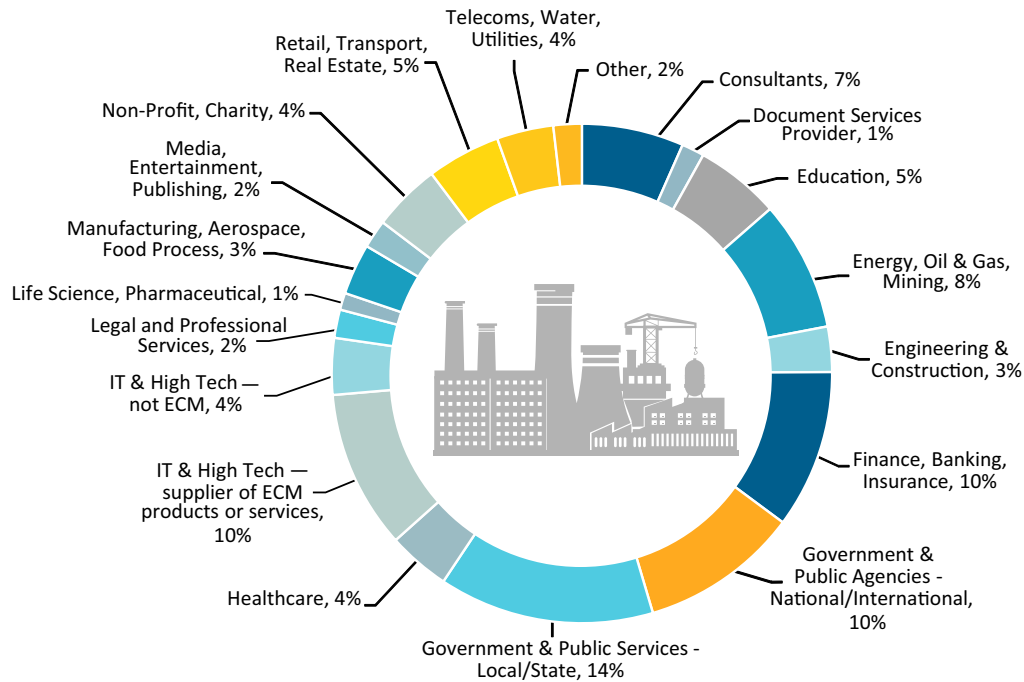 Telecoms, Water,
Utilities, 4%
Retail, Transport,
Real Estate, 5%
Other, 2%
Consultants, 7%
Non-Profit, Charity, 4%
Document Services
Provider, 1%
Media,
Entertainment,
Publishing, 2%
Education, 5%
Manufacturing, Aerospace,
Food Process, 3%
Energy, Oil & Gas,
Mining, 8%
Life Science, Pharmaceutical, 1%
Legal and Professional
Services, 2%
Engineering &
Construction, 3%
IT & High Tech —
not ECM, 4%
IT & High Tech —
supplier of ECM
products or services,
10%
Finance, Banking,
Insurance, 10%
Government &
Public Agencies -
National/International,
10%
Healthcare, 4%
Government & Public Services -
Local/State, 14%